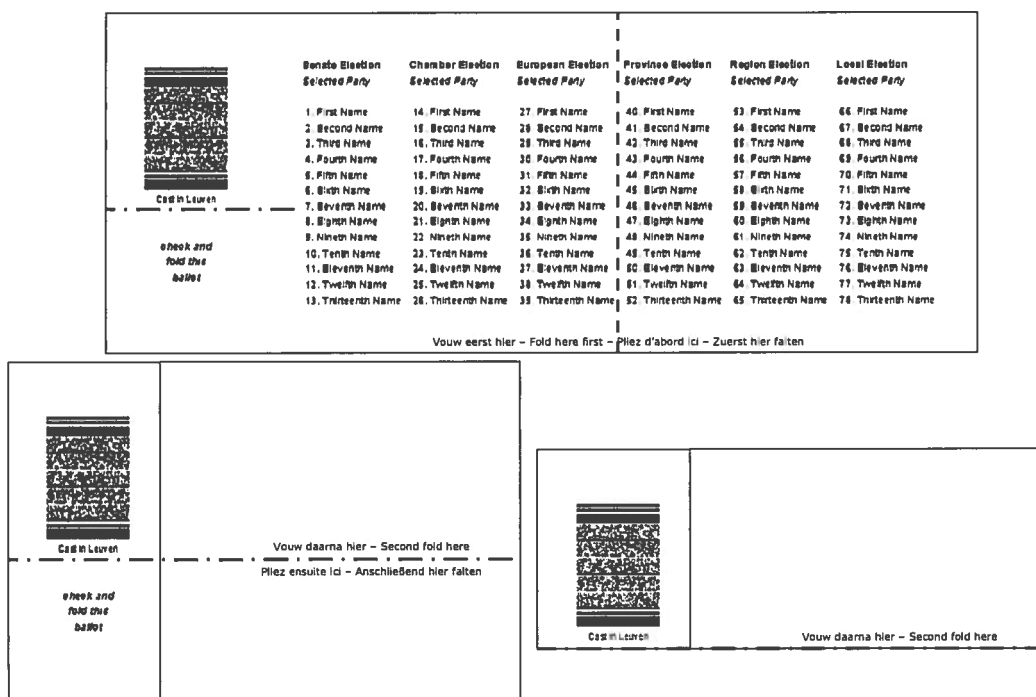 Senate Election Chamber Election European Election Province Election Region Election Local Election
Selected Party Selected Party Selected Party Selected Party Selected Party Selected Party
1. First Name 14. First Name 27. First Name 40. First Name 53. First Name 66. First Name
2. Second Name 15. Second Name 28. Second Name 41. Second Name 54. Second Name 67. Second Name
3. Third Name 16. Third Name 29. Third Name 42. Third Name 55. Third Name 68. Third Name
4. Fourth Name 17. Fourth Name 30. Fourth Name 43. Fourth Name 56. Fourth Name 69. Fourth Name
5. Fifth Name 18. Fifth Name 31. Fifth Name 44. Fifth Name 57. Fifth Name 70. Fifth Name
6. Sixth Name 19. Sixth Name 32. Sixth Name 45. Sixth Name 58. Sixth Name 71. Sixth Name
7. Seventh Name 20. Seventh Name 33. Seventh Name 46. Seventh Name 59. Seventh Name 72. Seventh Name
8. Eighth Name 21. Eighth Name 34. Eighth Name 47. Eighth Name 60. Eighth Name 73. Eighth Name
9. Nineth Name 22. Nineth Name 35. Nineth Name 48. Nineth Name 61. Nineth Name 74. Nineth Name
10. Tenth Name 23. Tenth Name 36. Tenth Name 49. Tenth Name 62. Tenth Name 75. Tenth Name
11. Eleventh Name 24. Eleventh Name 37. Eleventh Name 50. Eleventh Name 63. Eleventh Name 76. Eleventh Name
12. Twelfth Name 25. Twelfth Name 38. Twelfth Name 51. Twelfth Name 64. Twelfth Name 77. Twelfth Name
13. Thirteenth Name 26. Thirteenth Name 39. Thirteenth Name 52. Thirteenth Name 65. Thirteenth Name 78. Thirteenth Name
Cast in Leuven
check and
fold this
ballot
Vouw eerst hier – Fold here first – Pliez d'abord ici – Zuerst hier falten
Cast in Leuven
Vouw daarna hier – Second fold here
Pliez ensuite ici – Anschließend hier falten
check and
fold this
ballot
Cast in Leuven
Vouw daarna hier – Second fold here